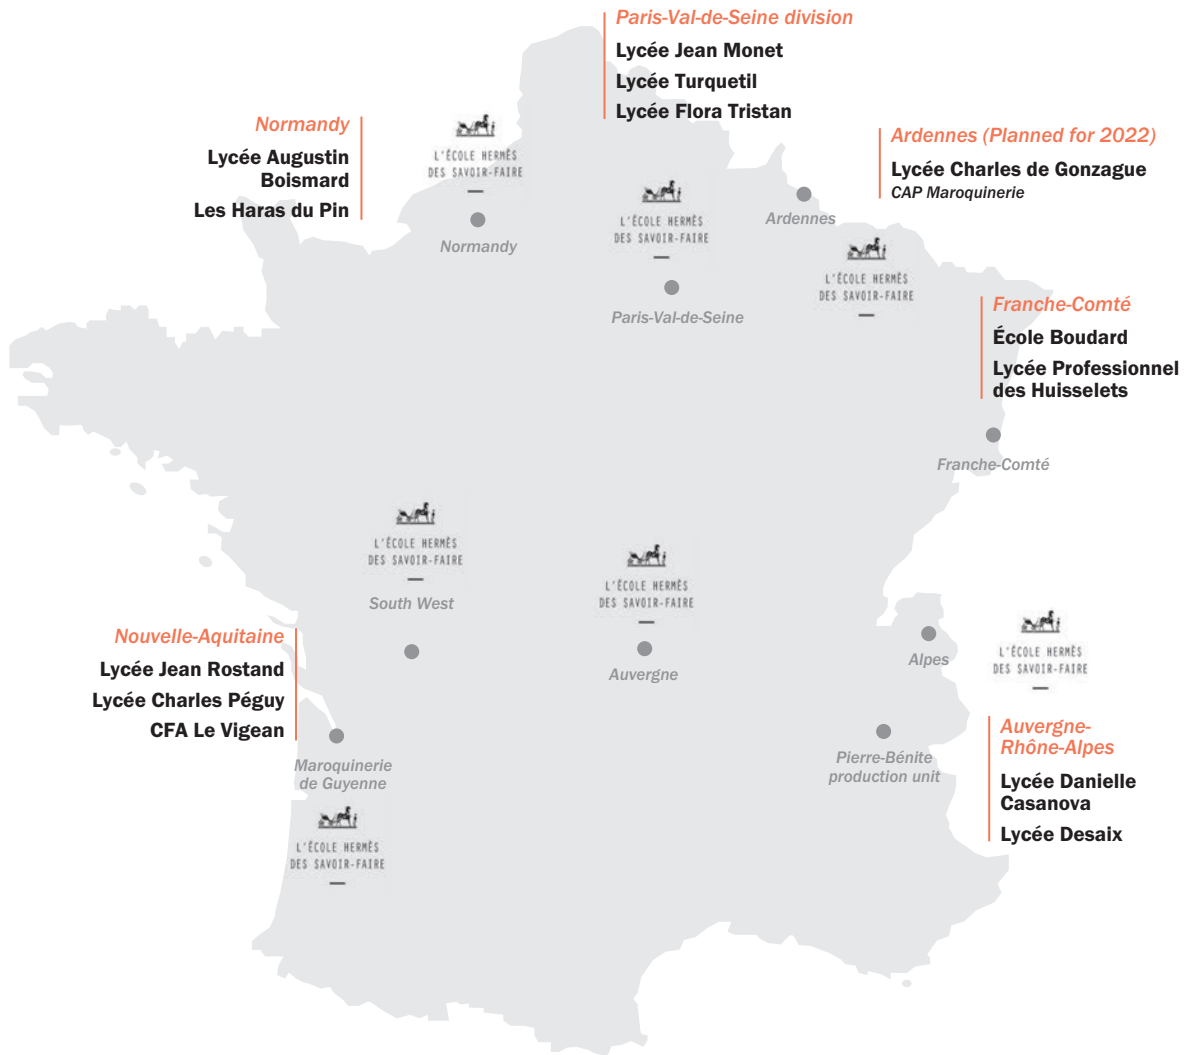 Paris-Val-de-Seine division
Lycée Jean Monet
Lycée Turquetil
Lycée Flora Tristan
Normandy
Lycée Augustin
Boismard
Les Haras du Pin
L'ÉCOLE HERMÈS
DES SAVOIR-FAIRE
Normandy
Ardennes (Planned for 2022)
Lycée Charles de Gonzague
CAP Maroquinerie
Ardennes
L'ÉCOLE HERMÈS
DES SAVOIR-FAIRE
Paris-Val-de-Seine
L'ÉCOLE HERMÈS
DES SAVOIR-FAIRE
Franche-Comté
École Boudard
Lycée Professionnel
des Huisselets
Franche-Comté
L'ÉCOLE HERMÈS
DES SAVOIR-FAIRE
South West
L'ÉCOLE HERMÈS
DES SAVOIR-FAIRE
Auvergne
Nouvelle-Aquitaine
Lycée Jean Rostand
Lycée Charles Péguy
CFA Le Vigean
Alpes
L'ÉCOLE HERMÈS
DES SAVOIR-FAIRE
Auvergne-
Rhône-Alpes
Lycée Danielle
Casanova
Lycée Desaix
Pierre-Bénite
production unit
Maroquinerie
de Guyenne
L'ÉCOLE HERMÈS
DES SAVOIR-FAIRE